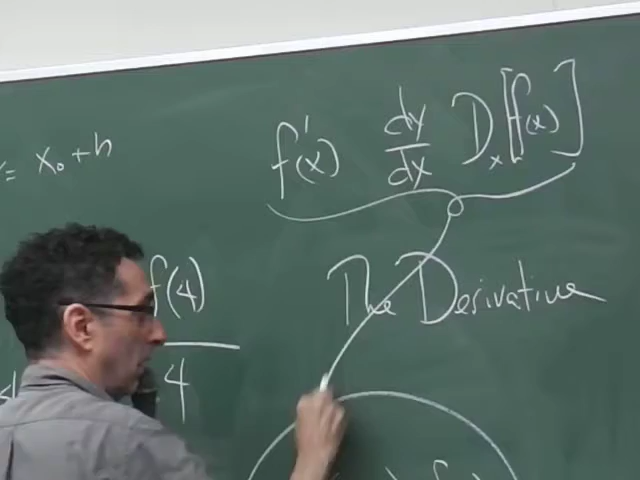 = x₀ + h
f'(x) dy/dx Dₓ[f(x)]
f(4)
The Derivative
4